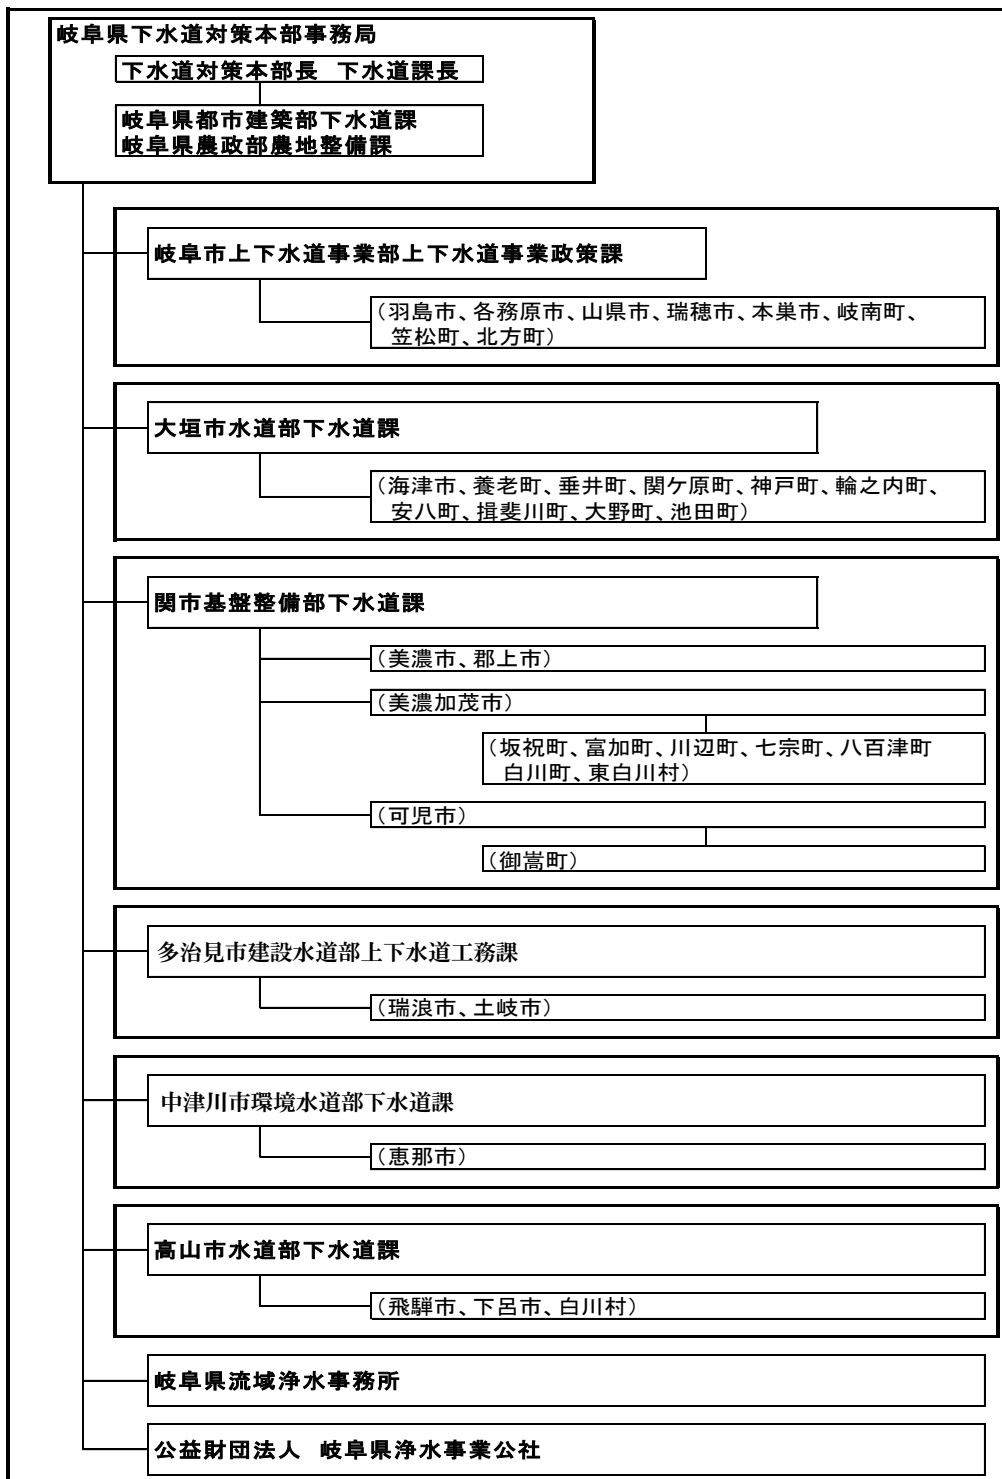 岐阜県下水道対策本部事務局
下水道対策本部長　下水道課長
岐阜県都市建築部下水道課
岐阜県農政部農地整備課
岐阜市上下水道事業部上下水道事業政策課
（羽島市、各務原市、山県市、瑞穂市、本巣市、岐南町、
笠松町、北方町）
大垣市水道部下水道課
（海津市、養老町、垂井町、関ケ原町、神戸町、輪之内町、
安八町、揖斐川町、大野町、池田町）
関市基盤整備部下水道課
（美濃市、郡上市）
（美濃加茂市）
（坂祝町、富加町、川辺町、七宗町、八百津町
白川町、東白川村）
（可児市）
（御嵩町）
多治見市建設水道部上下水道工務課
（瑞浪市、土岐市）
中津川市環境水道部下水道課
（恵那市）
高山市水道部下水道課
（飛騨市、下呂市、白川村）
岐阜県流域浄水事務所
公益財団法人　岐阜県浄水事業公社